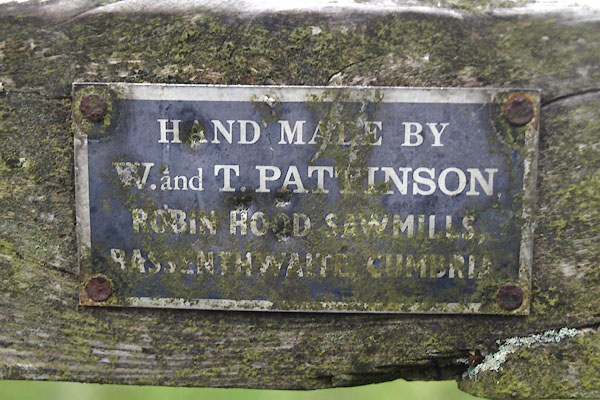 HAND MADE BY
W. and T. PATTINSON
ROBIN HOOD SAWMILLS,
BASSENTHWAITE, CUMBRIA